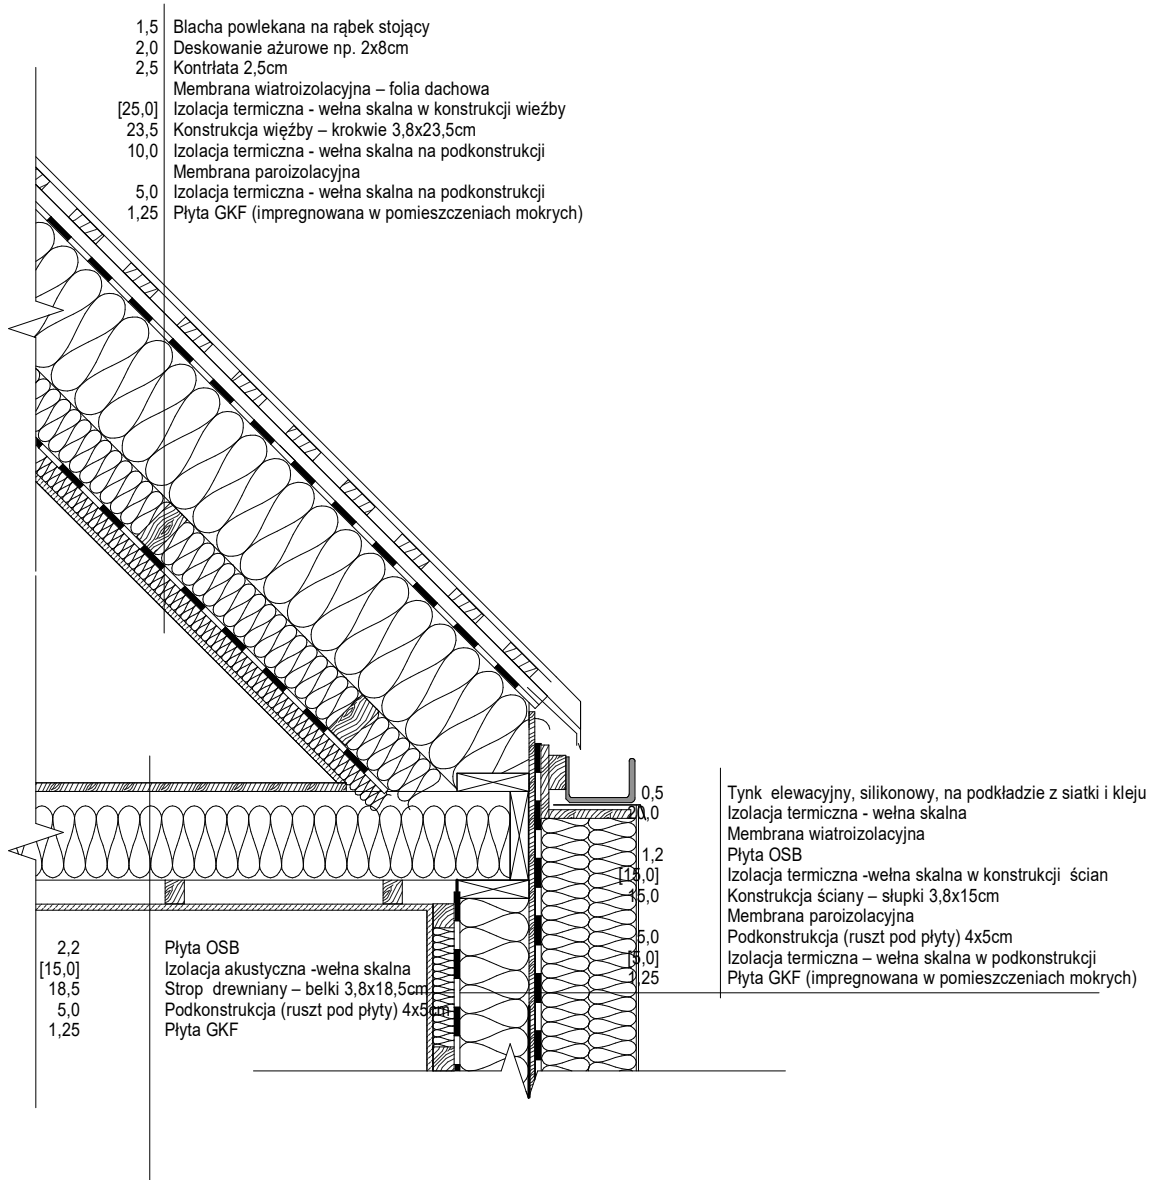 1,5 Blacha powlekana na rąbek stojący
2,0 Deskowanie ażurowe np. 2x8cm
2,5 Kontrłata 2,5cm
Membrana wiatroizolacyjna – folia dachowa
[25,0] Izolacja termiczna - wełna skalna w konstrukcji wieźby
23,5 Konstrukcja więźby – krokwie 3,8x23,5cm
10,0 Izolacja termiczna - wełna skalna na podkonstrukcji
Membrana paroizolacyjna
5,0 Izolacja termiczna - wełna skalna na podkonstrukcji
1,25 Płyta GKF (impregnowana w pomieszczeniach mokrych)
0,5 Tynk elewacyjny, silikonowy, na podkładzie z siatki i kleju
20,0 Izolacja termiczna - wełna skalna
Membrana wiatroizolacyjna
1,2 Płyta OSB
[15,0] Izolacja termiczna -wełna skalna w konstrukcji ścian
15,0 Konstrukcja ściany – słupki 3,8x15cm
Membrana paroizolacyjna
5,0 Podkonstrukcja (ruszt pod płyty) 4x5cm
[5,0] Izolacja termiczna – wełna skalna w podkonstrukcji
1,25 Płyta GKF (impregnowana w pomieszczeniach mokrych)
2,2 Płyta OSB
[15,0] Izolacja akustyczna -wełna skalna
18,5 Strop drewniany – belki 3,8x18,5cm
5,0 Podkonstrukcja (ruszt pod płyty) 4x5cm
1,25 Płyta GKF